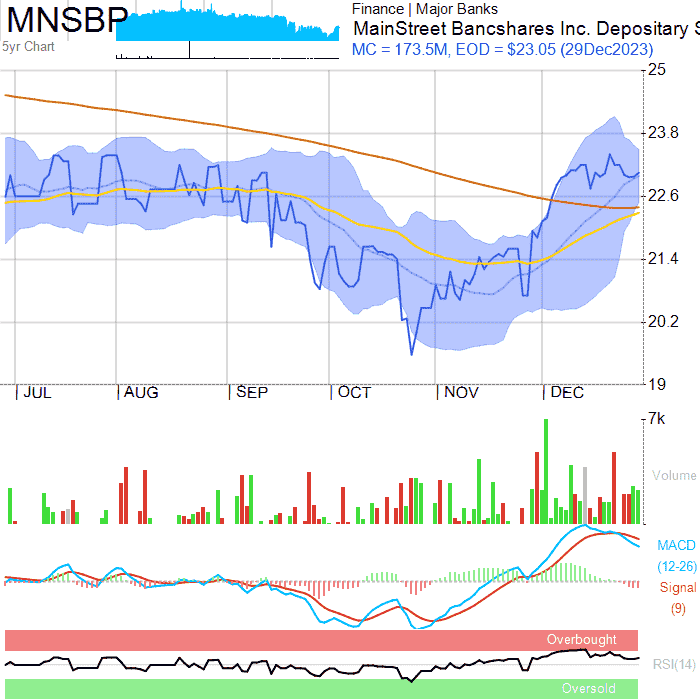 MNSBP
5yr Chart
Finance | Major Banks
MainStreet Bancshares Inc. Depositary S
MC = 173.5M, EOD = $23.05 (29Dec2023)
25
23.8
22.6
21.4
20.2
19
JUL AUG SEP OCT NOV DEC
7k
Volume
MACD
(12-26)
Signal
(9)
Overbought
RSI(14)
Oversold